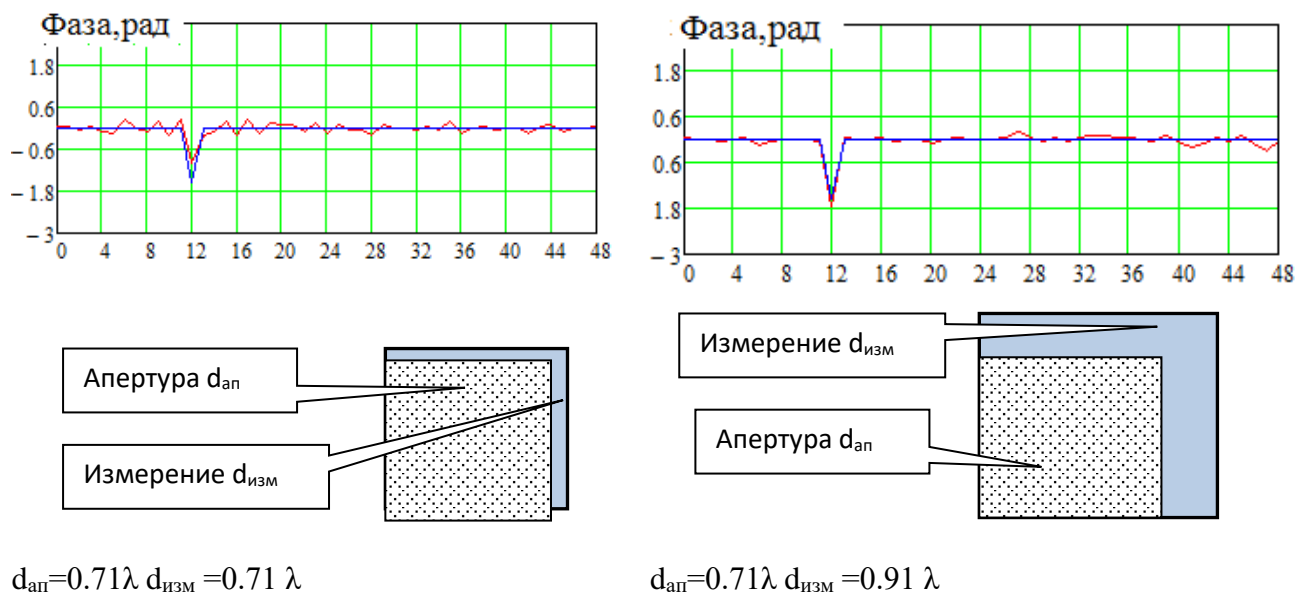 Фаза,рад
1.8
0.6
– 0.6
– 1.8
– 3
0 4 8 12 16 20 24 28 32 36 40 44 48
Фаза,рад
1.8
0.6
0.6
1.8
– 3
0 4 8 12 16 20 24 28 32 36 40 44 48
Апертура dап
Измерение dизм
Измерение dизм
Апертура dап
dап=0.71λ dизм =0.71 λ
dап=0.71λ dизм =0.91 λ